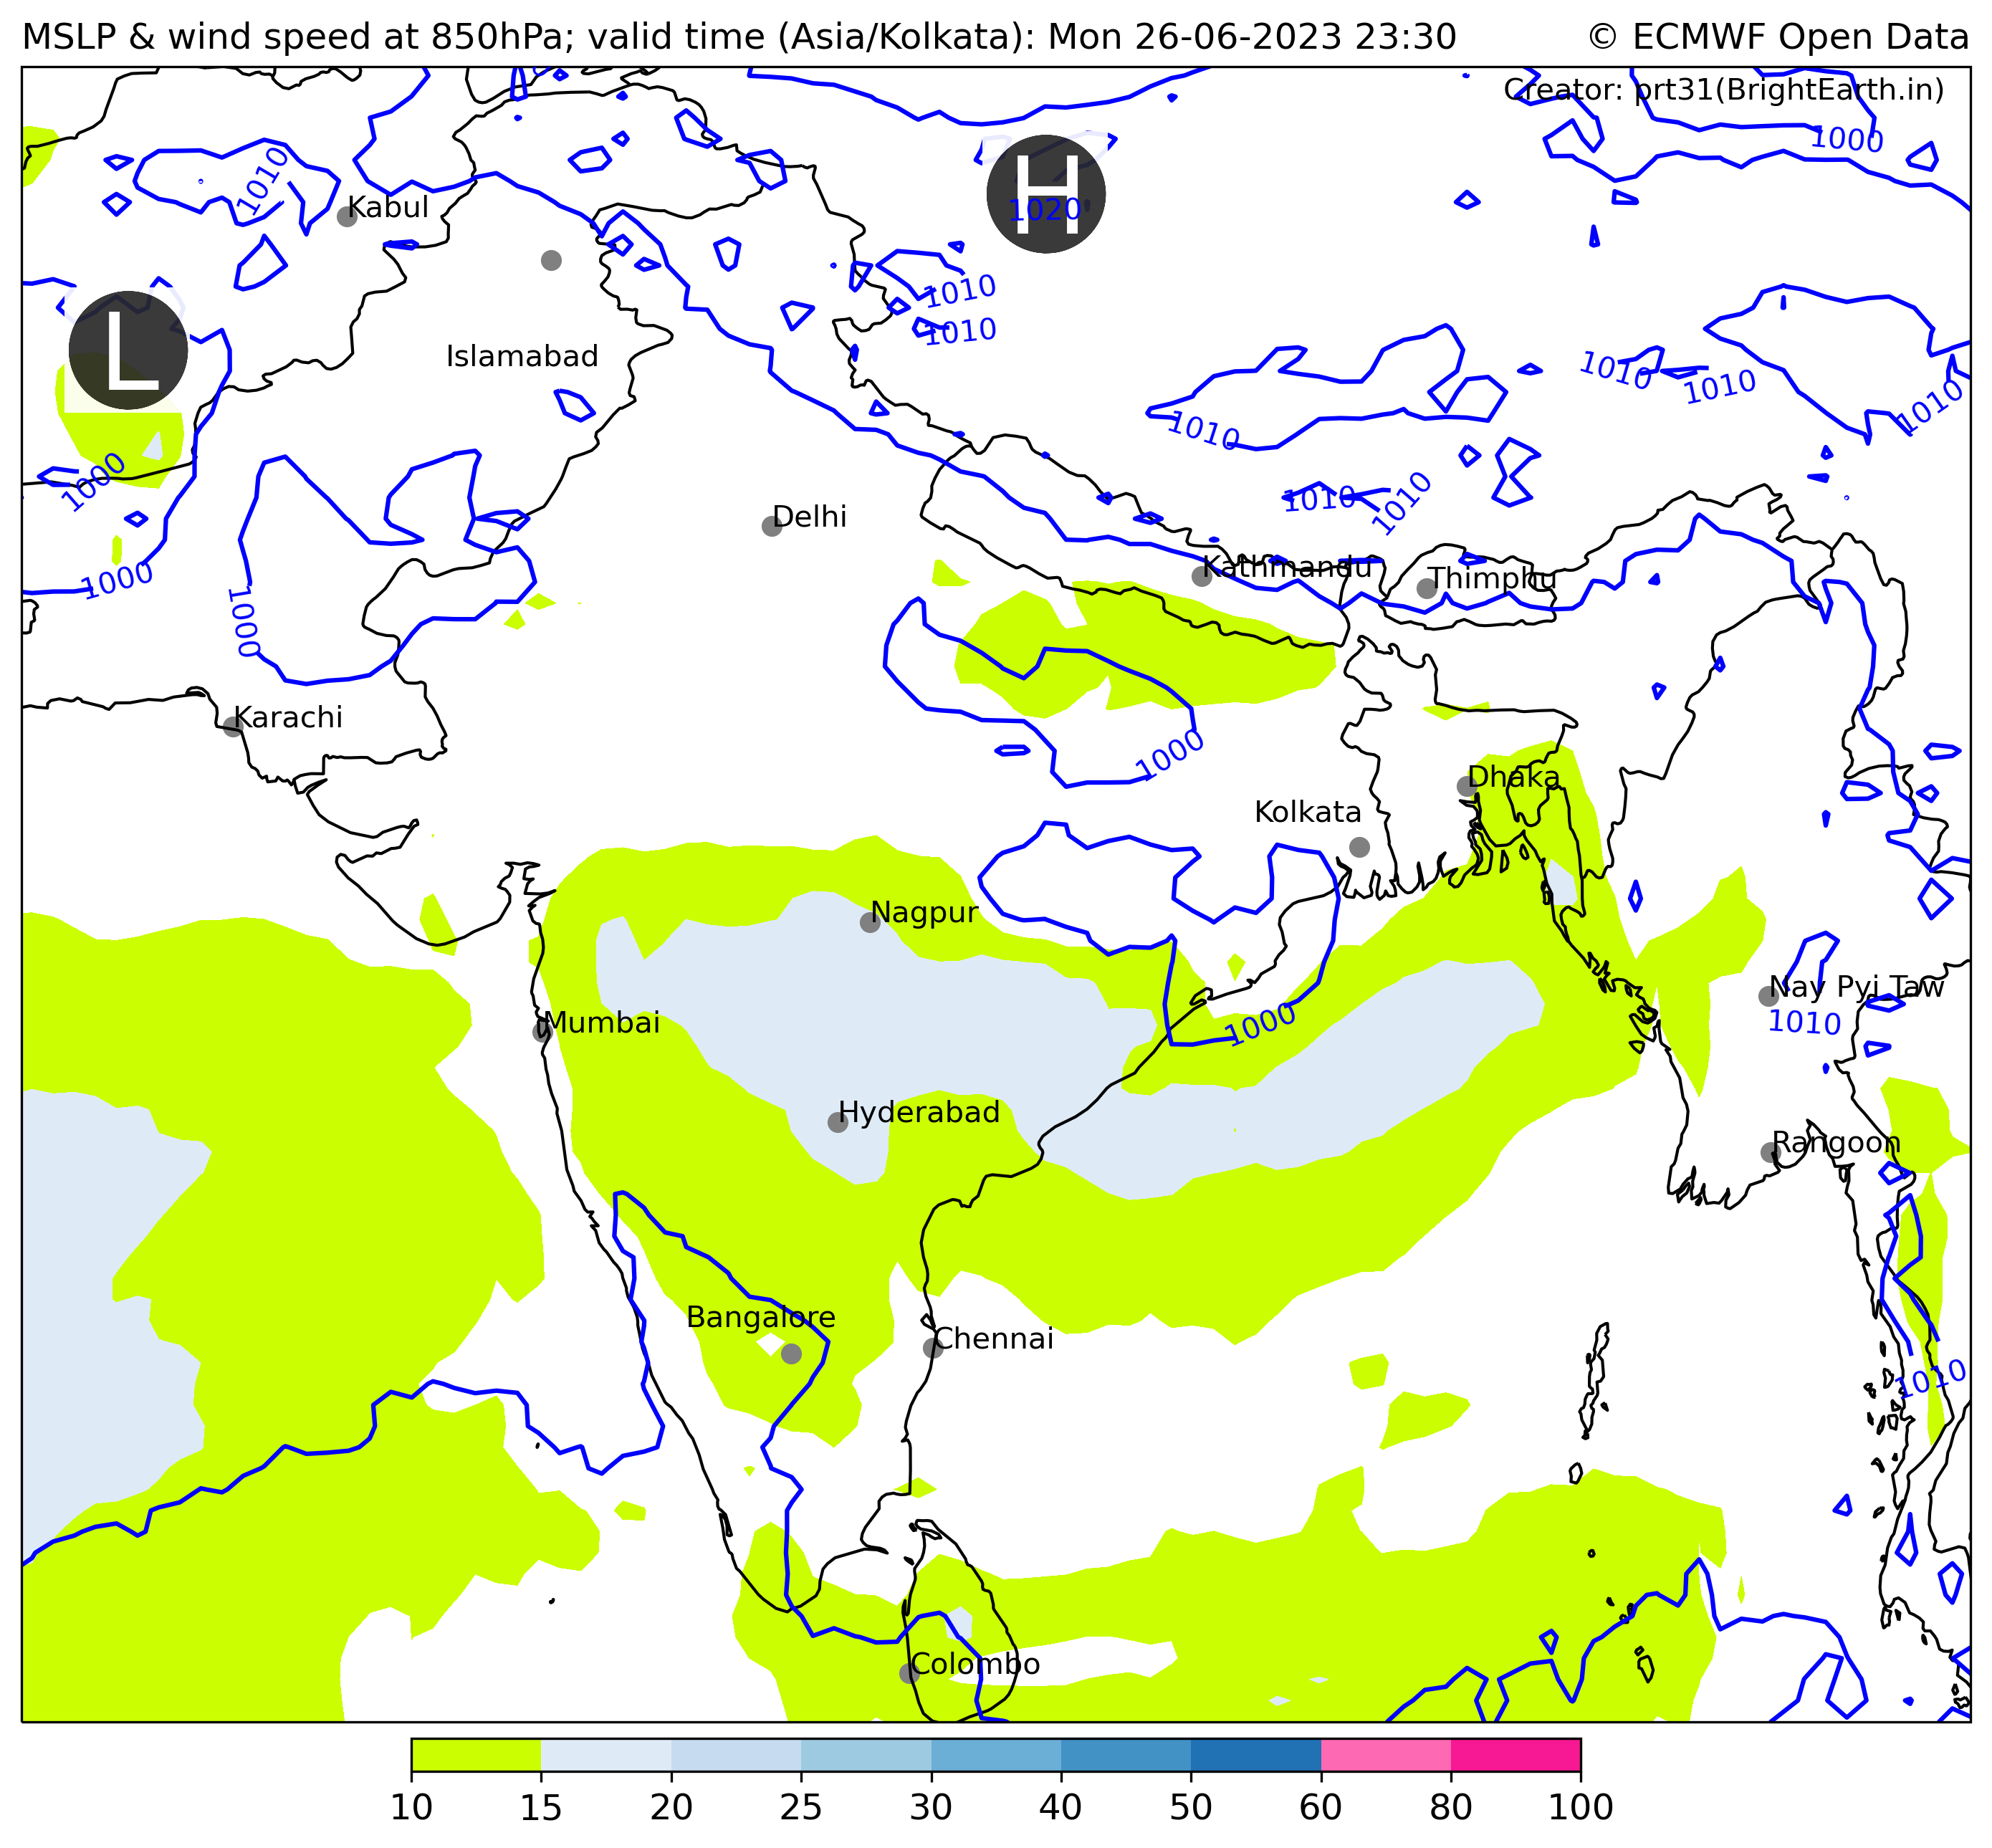 MSLP & wind speed at 850hPa; valid time (Asia/Kolkata): Mon 26-06-2023 23:30 © ECMWF Open Data
Creator: prt31(BrightEarth.in)
1000
1010
Kabul
H
1020
1010
1010
L
Islamabad
1010
1010
1010
1010
1000
1010
1010
Delhi
1000
Kathmandu
Thimphu
1000
Karachi
1000
Dhaka
Kolkata
Nagpur
Nay Pyi Taw
1010
Mumbai
1000
Hyderabad
Rangoon
Bangalore
Chennai
1010
Colombo
10 15 20 25 30 40 50 60 80 100